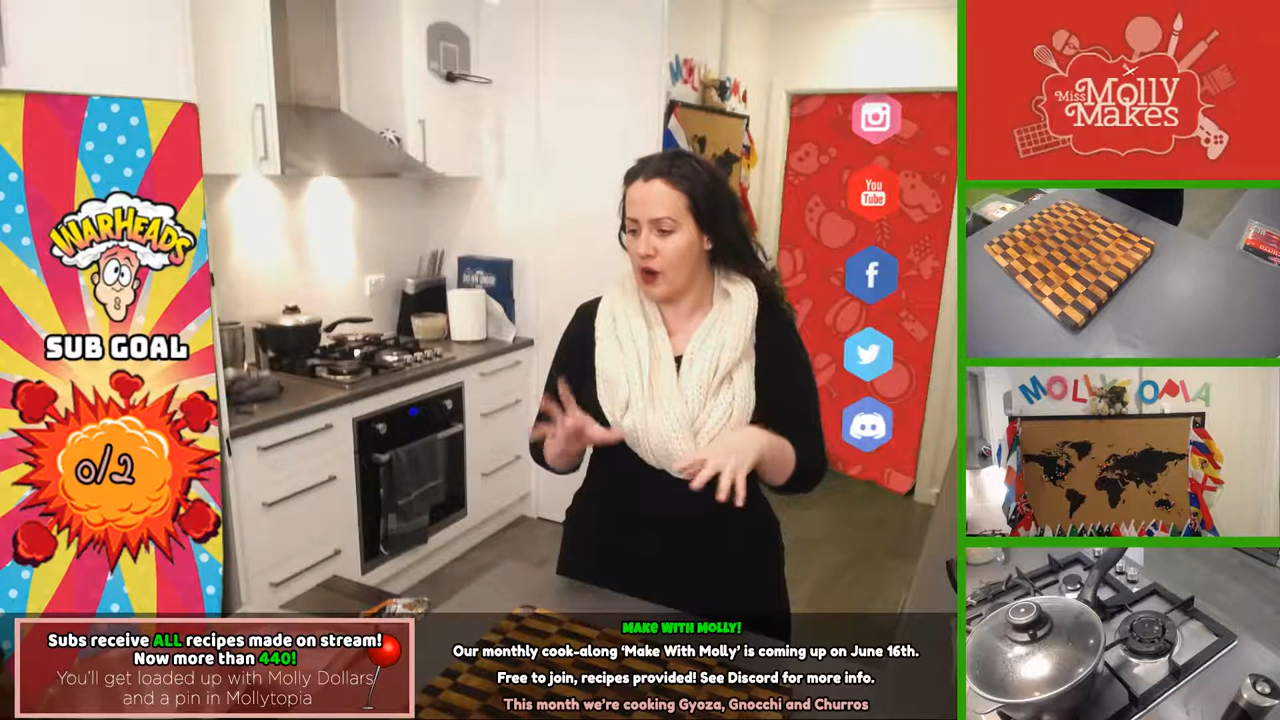 WARHEADS
SUB GOAL
0/2
MOLLY
You
Tube
Miss Molly
Makes
MOLLYTOPIA
Subs receive ALL recipes made on stream!
Now more than 440!
You'll get loaded up with Molly Dollars
and a pin in Mollytopia
MAKE WITH MOLLY!
Our monthly cook-along 'Make With Molly' is coming up on June 16th.
Free to join, recipes provided! See Discord for more info.
This month we're cooking Gyoza, Gnocchi and Churros